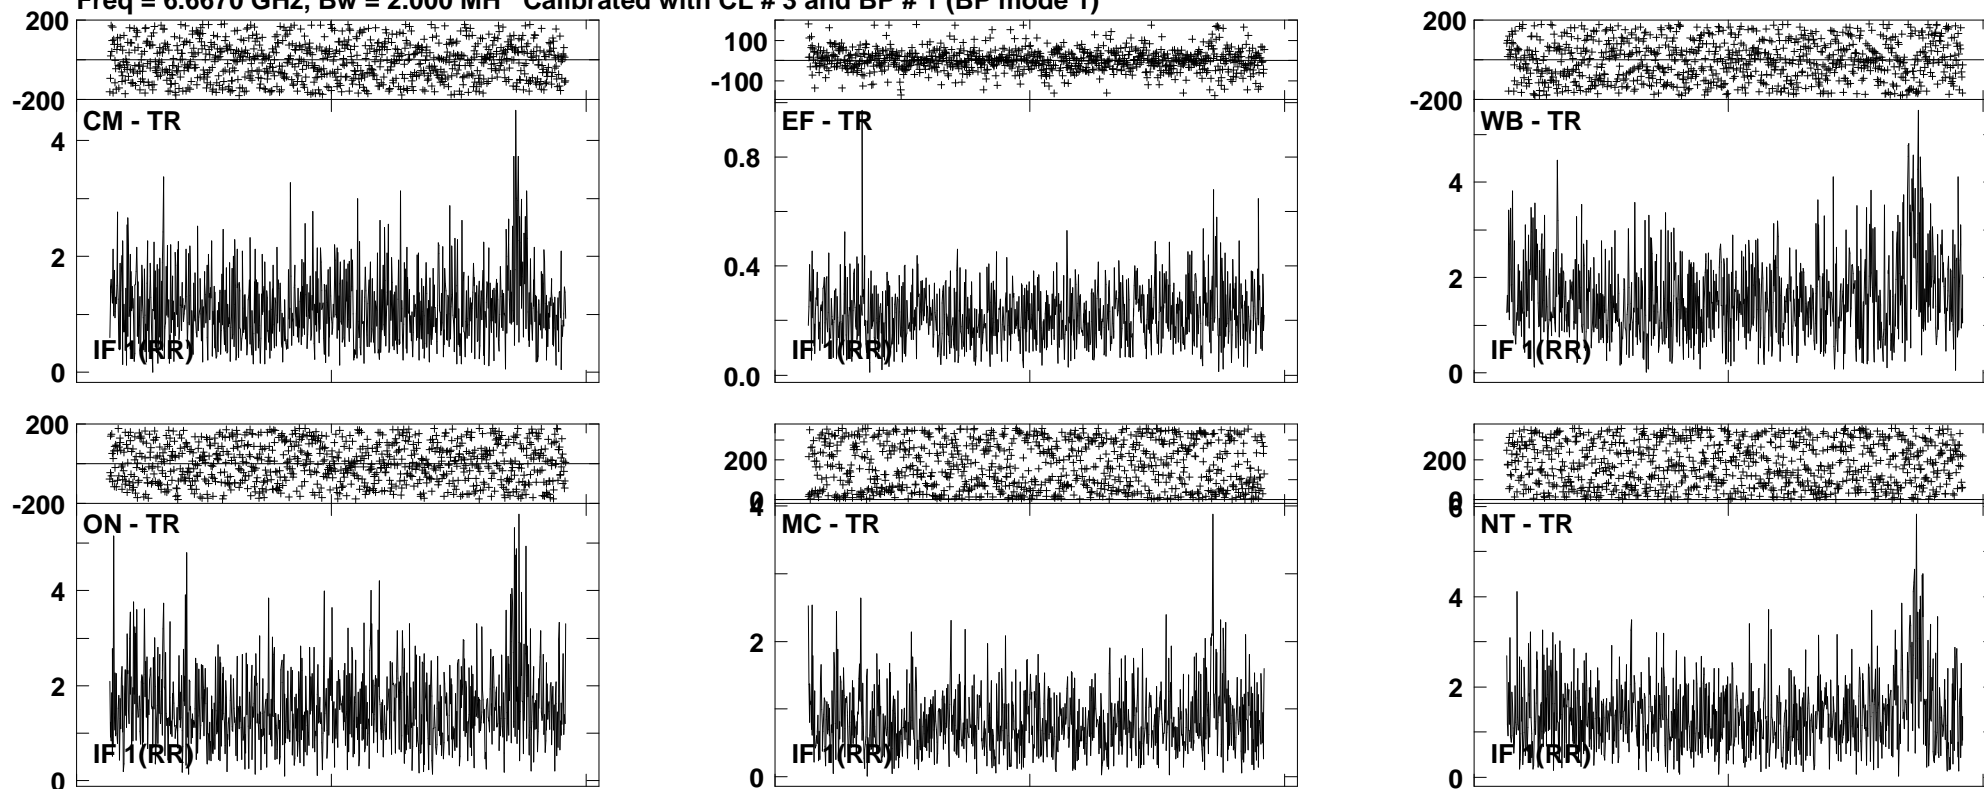 Freq = 6.6670 GHz, Bw = 2.000 MH Calibrated with CL # 3 and BP # 1 (BP mode 1)
200
-200
CM - TR
4
2
0
IF 1(RR)
100
-100
EF - TR
0.8
0.4
0.0
IF 1(RR)
200
-200
WB - TR
4
2
0
IF 1(RR)
200
-200
ON - TR
4
2
0
IF 1(RR)
200
0
4
MC - TR
2
0
IF 1(RR)
200
0
6
NT - TR
4
2
0
IF 1(RR)